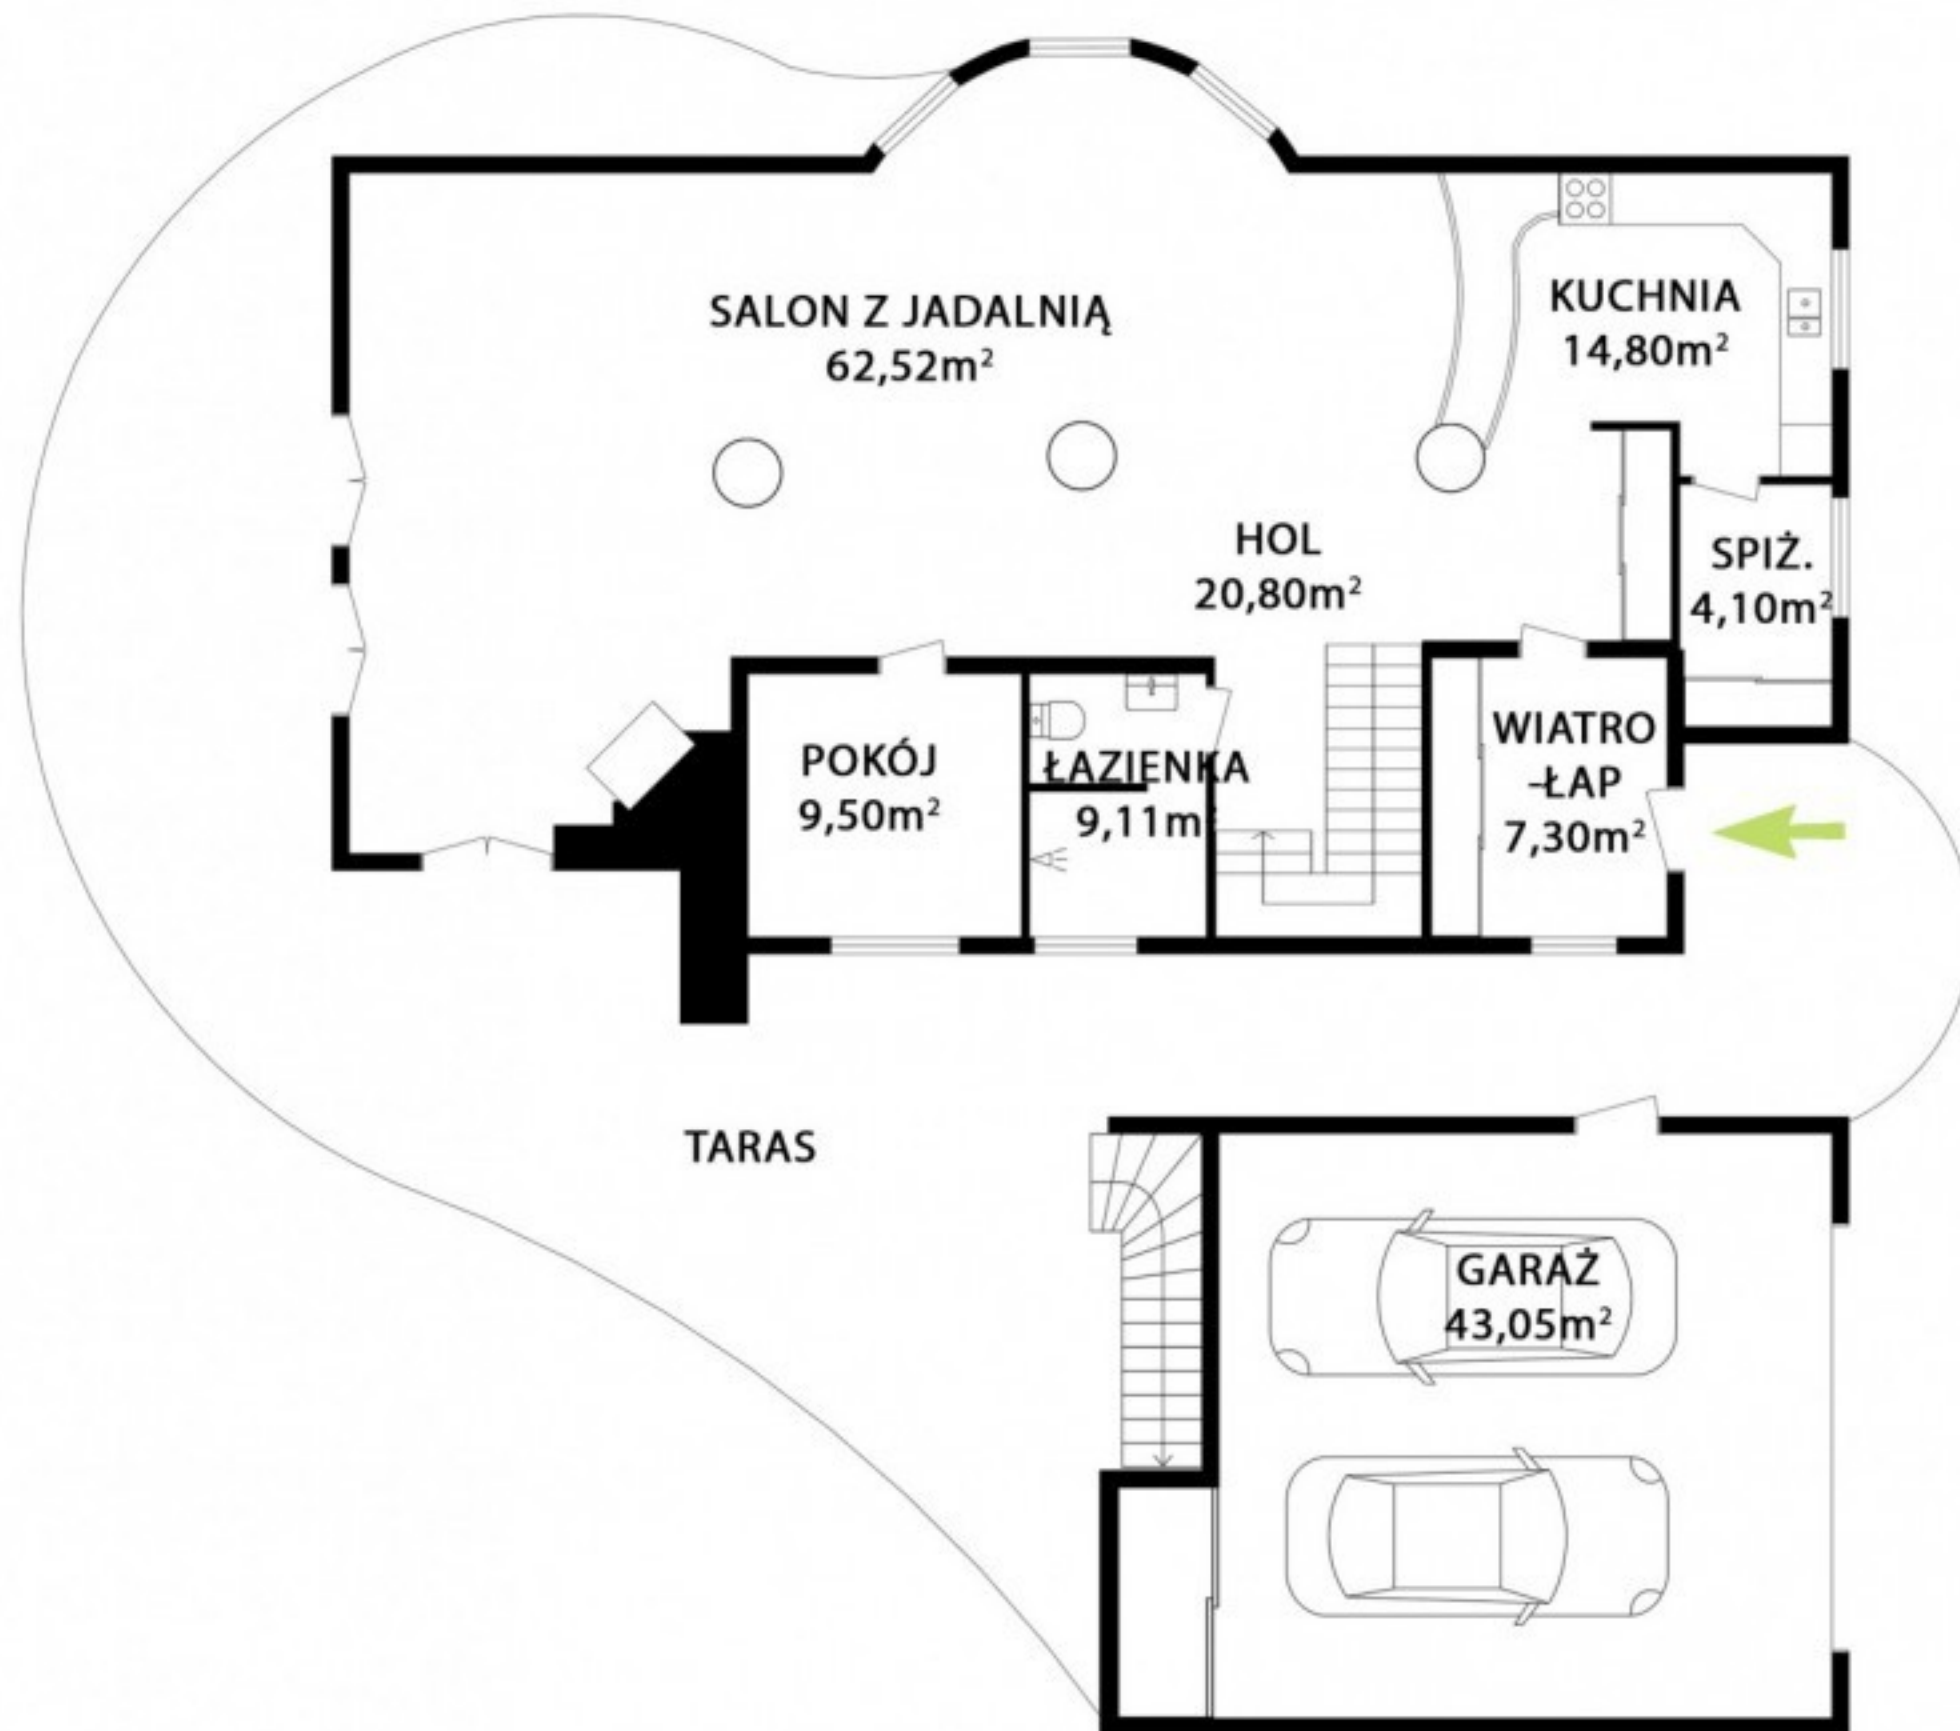 SALON Z JADALNIĄ
62,52m²
KUCHNIA
14,80m²
HOL
20,80m²
SPIŻ.
4,10m²
POKÓJ
9,50m²
ŁAZIENKA
9,11m
WIATRO
-ŁAP
7,30m²
TARAS
GARAŻ
43,05m²